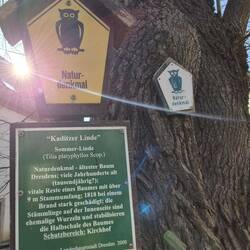 Natur-
denkmal
Natur-
denkmal
"Kaditzer Linde"
Sommer-Linde
(Tilia platyphyllos Scop.)
Naturdenkmal - ältester Baum
Dresdens; viele Jahrhunderte alt
(tausendjährig?);
vitale Reste eines Baumes mit über
9 m Stammumfang; 1818 bei einem
Brand stark geschädigt; die
Stämmlinge auf der Innenseite sind
ehemalige Wurzeln und stabilisieren
die Halbschale des Baumes
Schutzbereich: Kirchhof
Landeshauptstadt Dresden 2000